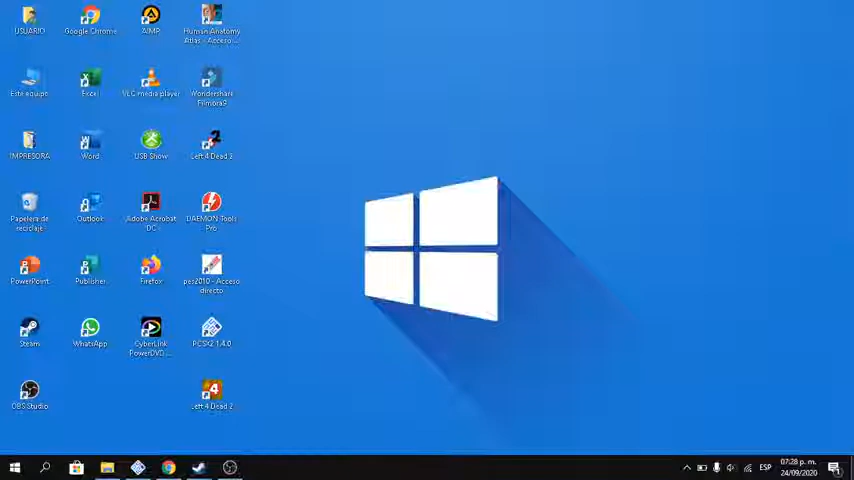 USUARIO
Google Chrome
AIMP
Human Anatomy
Atlas - Acceso ...
Este equipo
Excel
VLC media player
Wondershare
Filmora9
IMPRESORA
Word
USB Show
Left 4 Dead 2
Papelera de
reciclaje
Outlook
Adobe Acrobat
DC
DAEMON Tools
Pro
PowerPoint
Publisher
Firefox
pes2010 - Acceso
directo
Steam
WhatsApp
CyberLink
PowerDVD ...
PCSX2 1.4.0
OBS Studio
Left 4 Dead 2
ESP
07:28 p. m.
24/09/2020